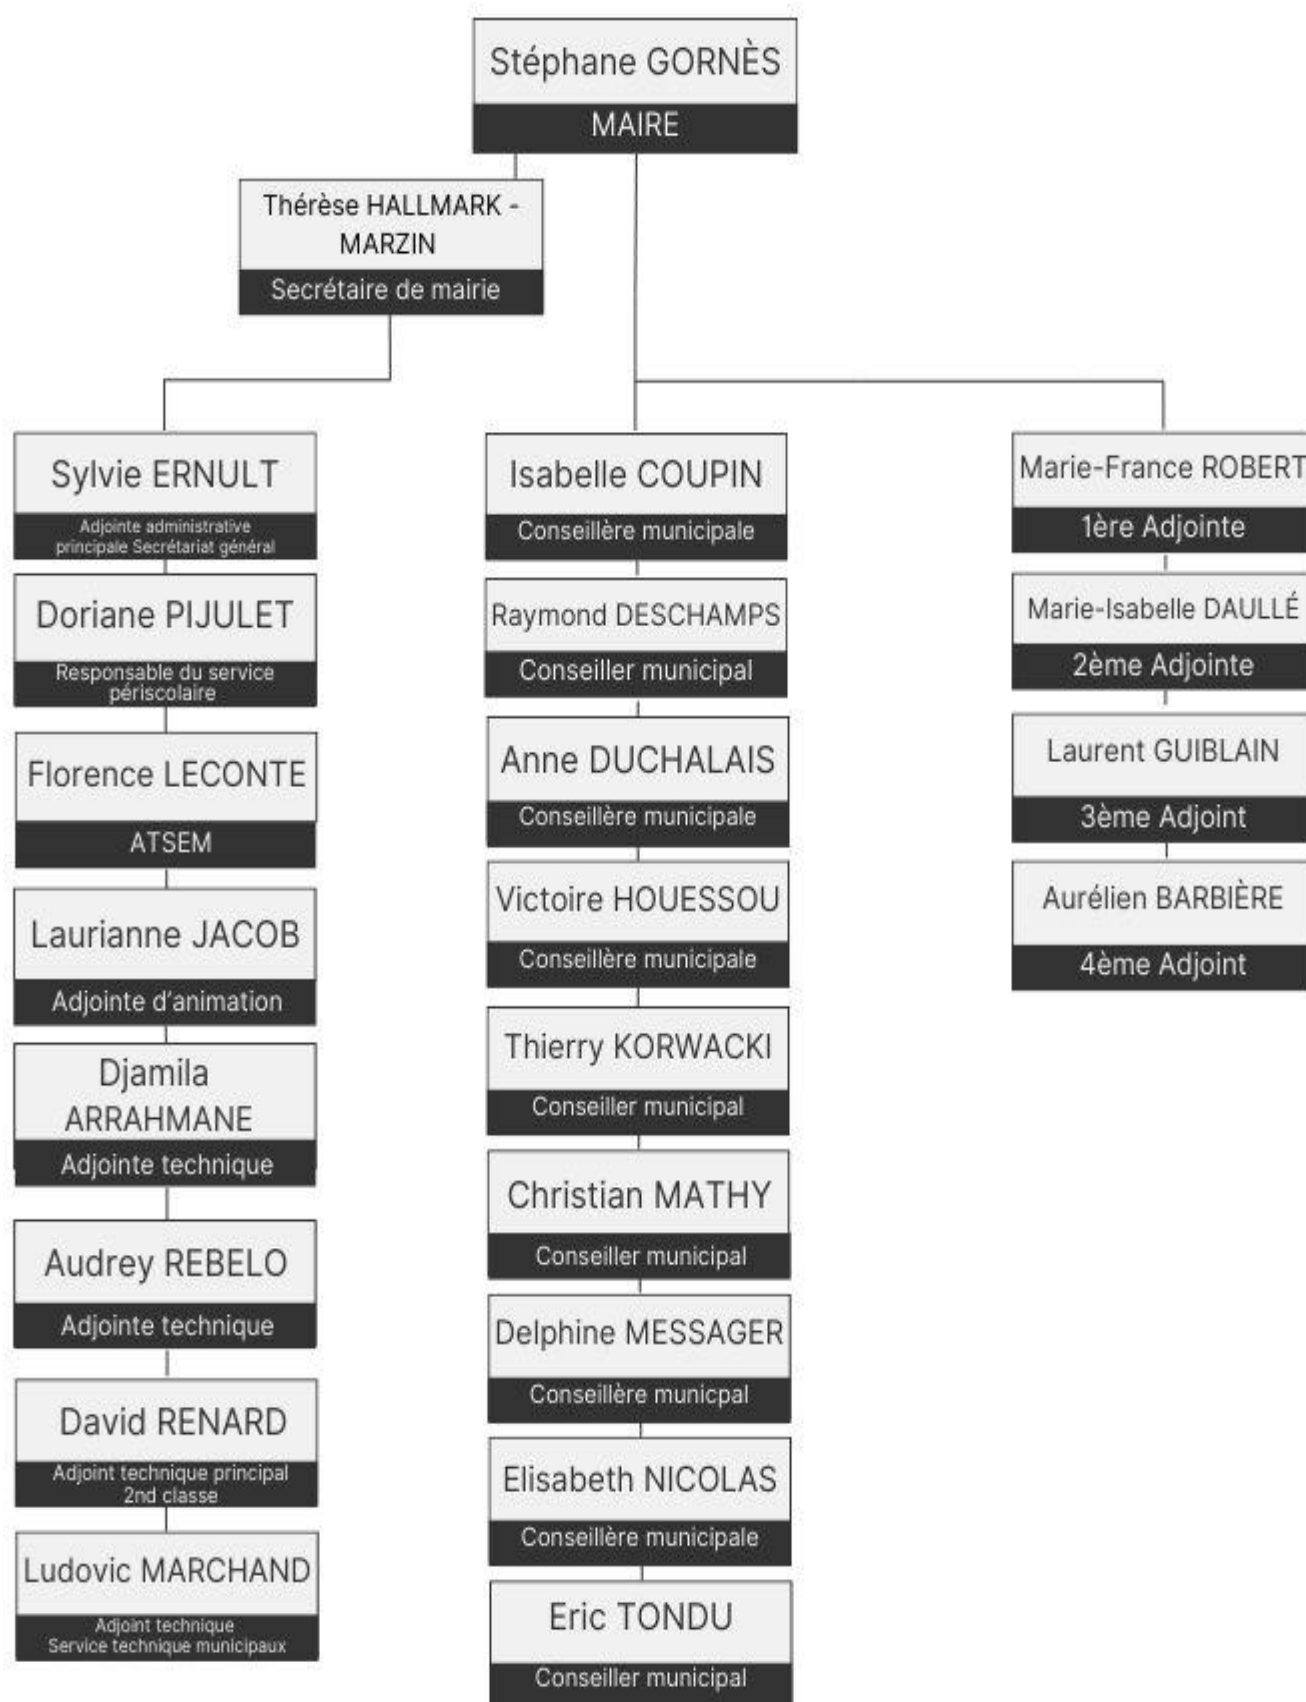 Stéphane GORNÈS
MAIRE
Thérèse HALLMARK -
MARZIN
Secrétaire de mairie
Sylvie ERNULT
Adjointe administrative
principale Secrétariat général
Doriane PIJULET
Responsable du service
périscolaire
Florence LECONTE
ATSEM
Laurianne JACOB
Adjointe d'animation
Djamila
ARRAHMANE
Adjointe technique
Audrey REBELO
Adjointe technique
David RENARD
Adjoint technique principal
2nd classe
Ludovic MARCHAND
Adjoint technique
Service technique municipaux
Isabelle COUPIN
Conseillère municipale
Raymond DESCHAMPS
Conseiller municipal
Anne DUCHALAIS
Conseillère municipale
Victoire HOUESSOU
Conseillère municipale
Thierry KORWACKI
Conseiller municipal
Christian MATHY
Conseiller municipal
Delphine MESSAGER
Conseillère municpal
Elisabeth NICOLAS
Conseillère municipale
Eric TONDU
Conseiller municipal
Marie-France ROBERT
1ère Adjointe
Marie-Isabelle DAULLÉ
2ème Adjointe
Laurent GUIBLAIN
3ème Adjoint
Aurélien BARBIÈRE
4ème Adjoint